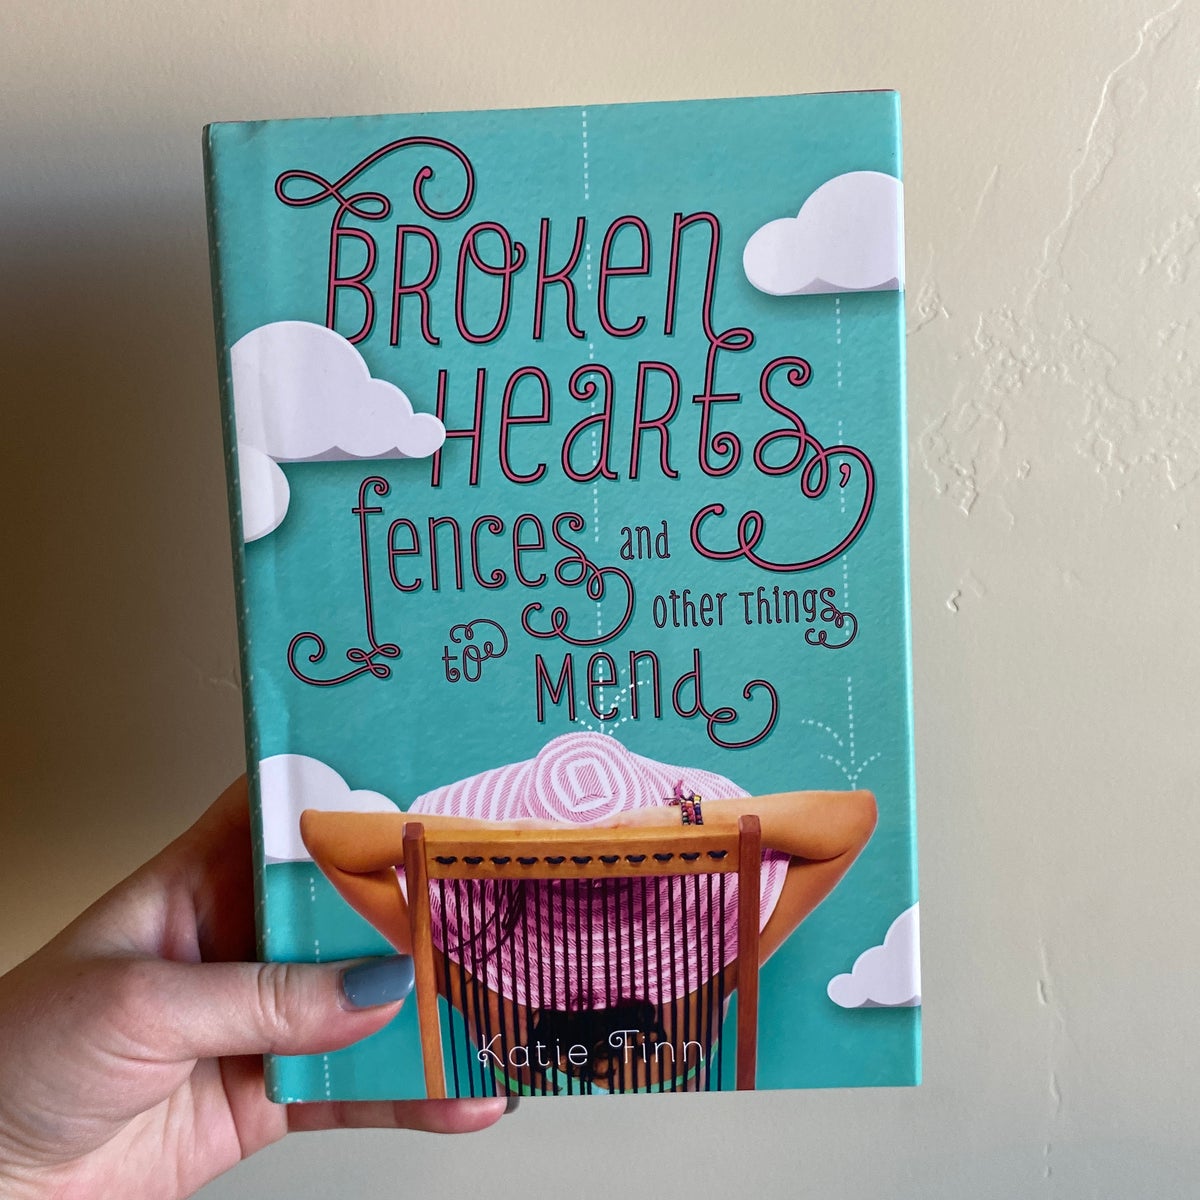 Broken
Hearts,
fences and
other things
to
Mend
Katie Finn